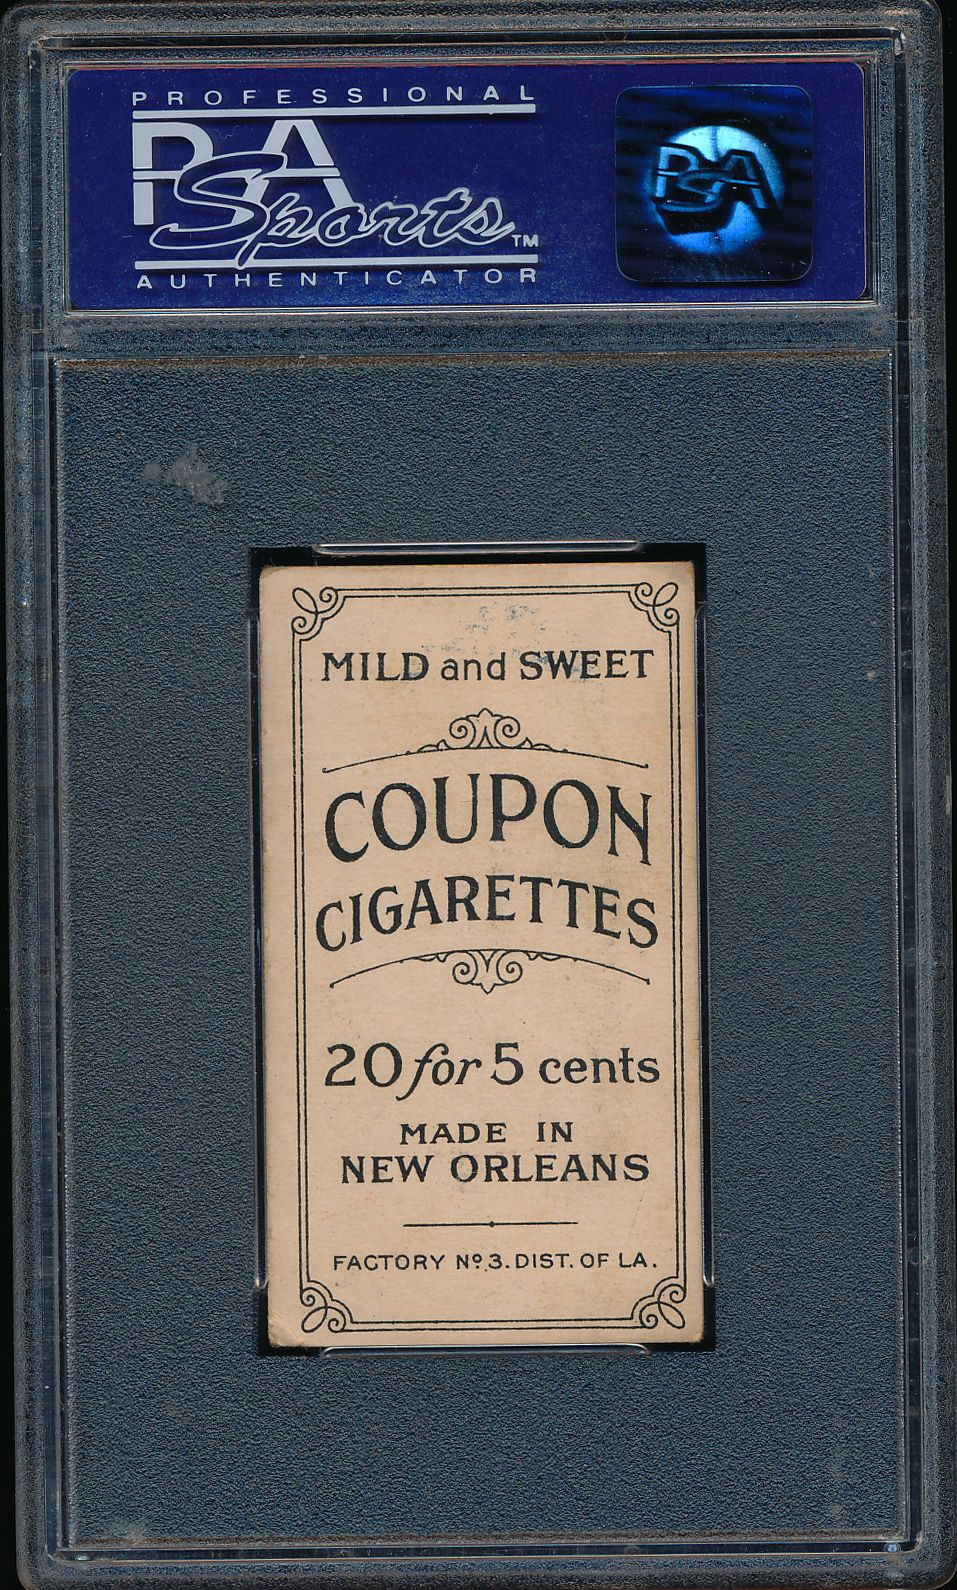 PROFESSIONAL
PSA
Sports™
AUTHENTICATOR
PSA
MILD and SWEET
COUPON
CIGARETTES
20 for 5 cents
MADE IN
NEW ORLEANS
FACTORY Nº 3. DIST. OF LA.